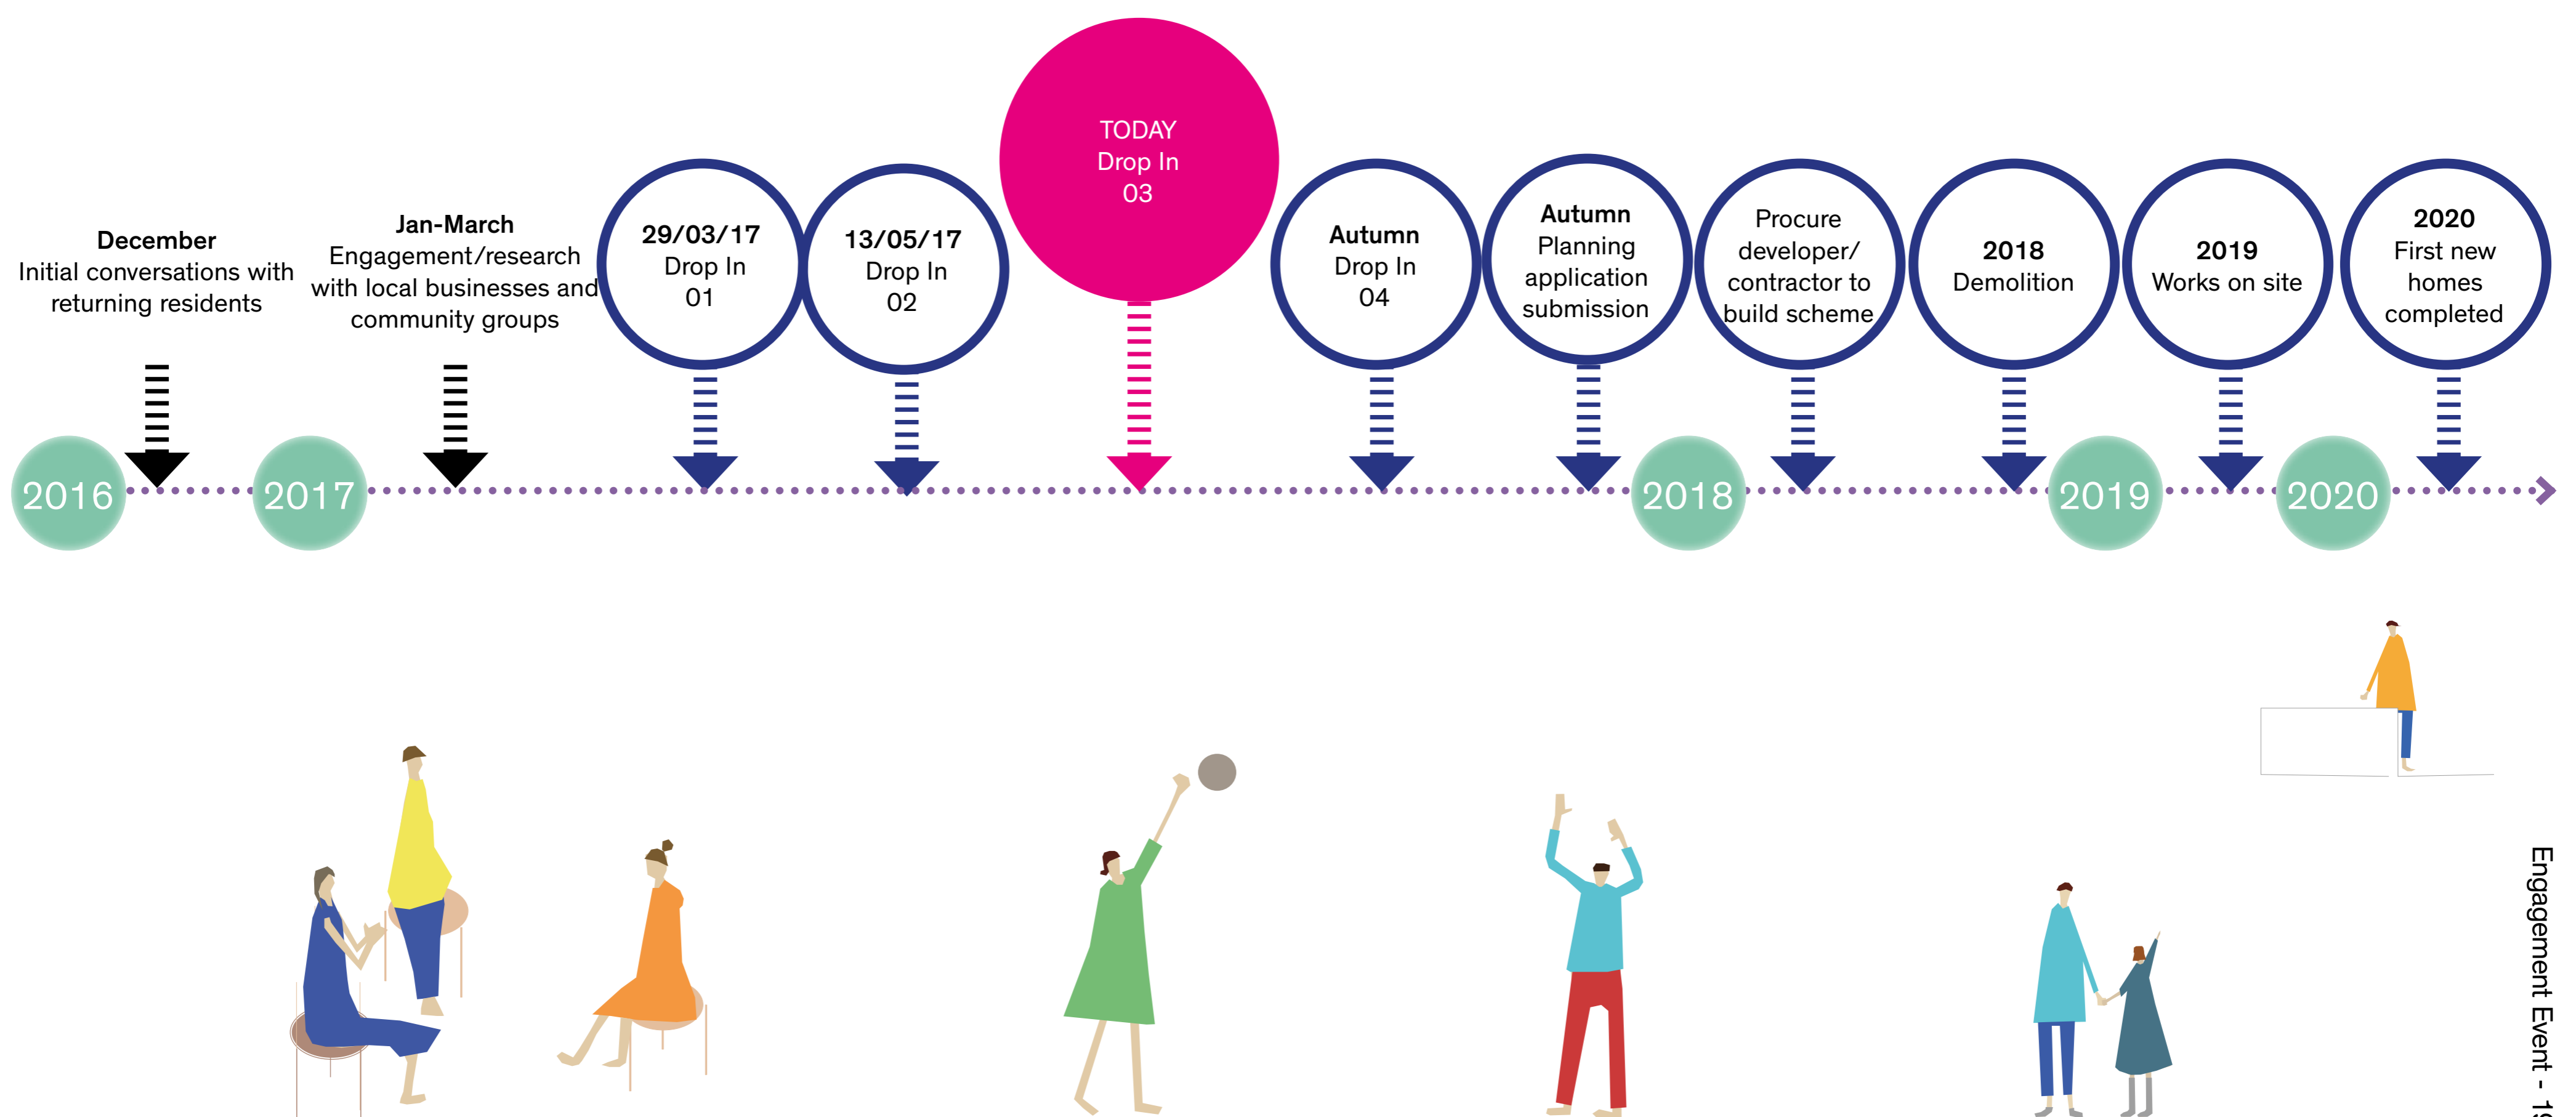 December
Initial conversations with
returning residents
Jan-March
Engagement/research
with local businesses and
community groups
29/03/17
Drop In
01
13/05/17
Drop In
02
TODAY
Drop In
03
Autumn
Drop In
04
Autumn
Planning
application
submission
Procure
developer/
contractor to
build scheme
2018
Demolition
2019
Works on site
2020
First new
homes
completed
2016
2017
2018
2019
2020
Engagement Event -